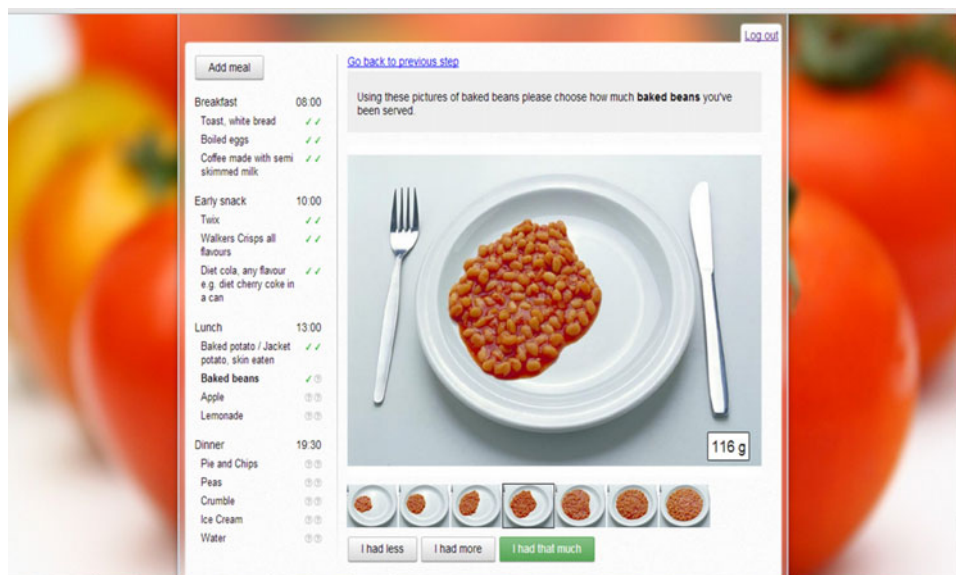 Log out
Add meal
Breakfast 08:00
Toast, white bread
Boiled eggs
Coffee made with semi
skimmed milk
Early snack 10:00
Twix
Walkers Crisps all
flavours
Diet cola, any flavour
e.g. diet cherry coke in
a can
Lunch 13:00
Baked potato / Jacket
potato, skin eaten
Baked beans
Apple
Lemonade
Dinner 19:30
Pie and Chips
Peas
Crumble
Ice Cream
Water
Go back to previous step
Using these pictures of baked beans please choose how much baked beans you've
been served.
116 g
I had less
I had more
I had that much